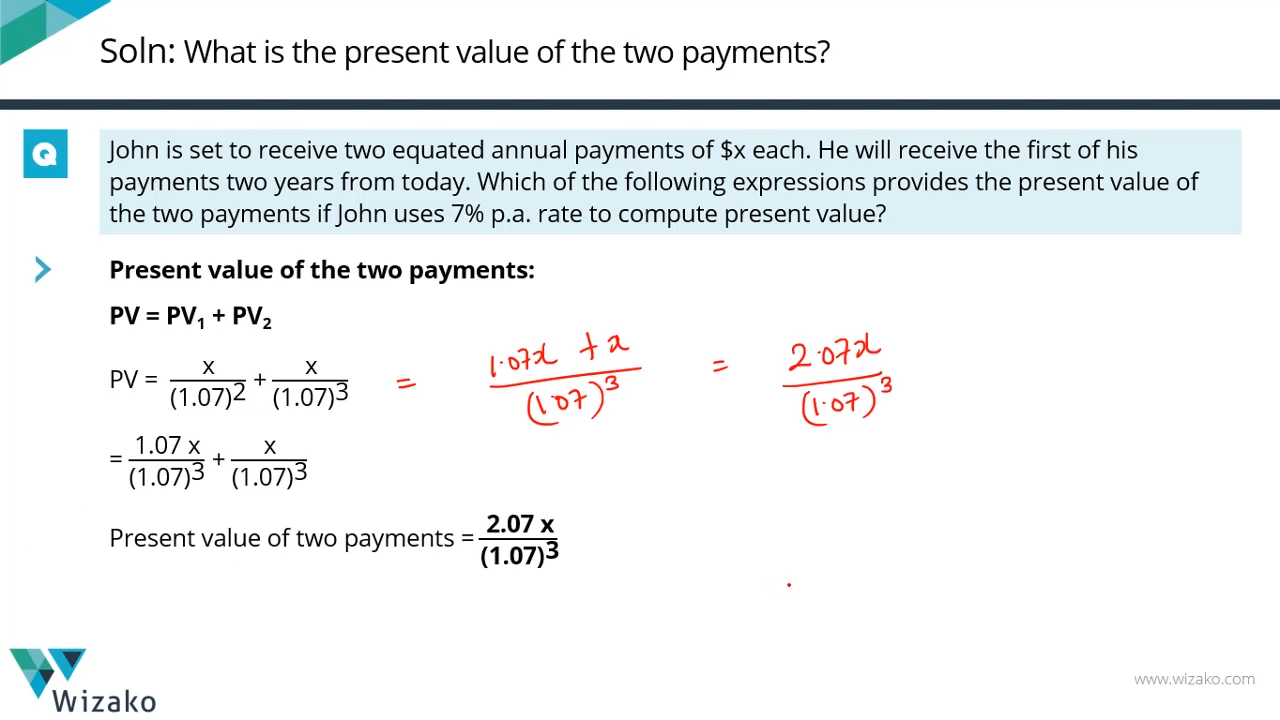 Soln: What is the present value of the two payments?
Q
John is set to receive two equated annual payments of $x each. He will receive the first of his
payments two years from today. Which of the following expressions provides the present value of
the two payments if John uses 7% p.a. rate to compute present value?
Present value of the two payments:
PV = PV₁ + PV₂
PV = x/(1.07)² + x/(1.07)³ = 1.07x + x/(1.07)³ = 2.07x/(1.07)³
= 1.07 x/(1.07)³ + x/(1.07)³
Present value of two payments = 2.07 x/(1.07)³
Wizako
www.wizako.com